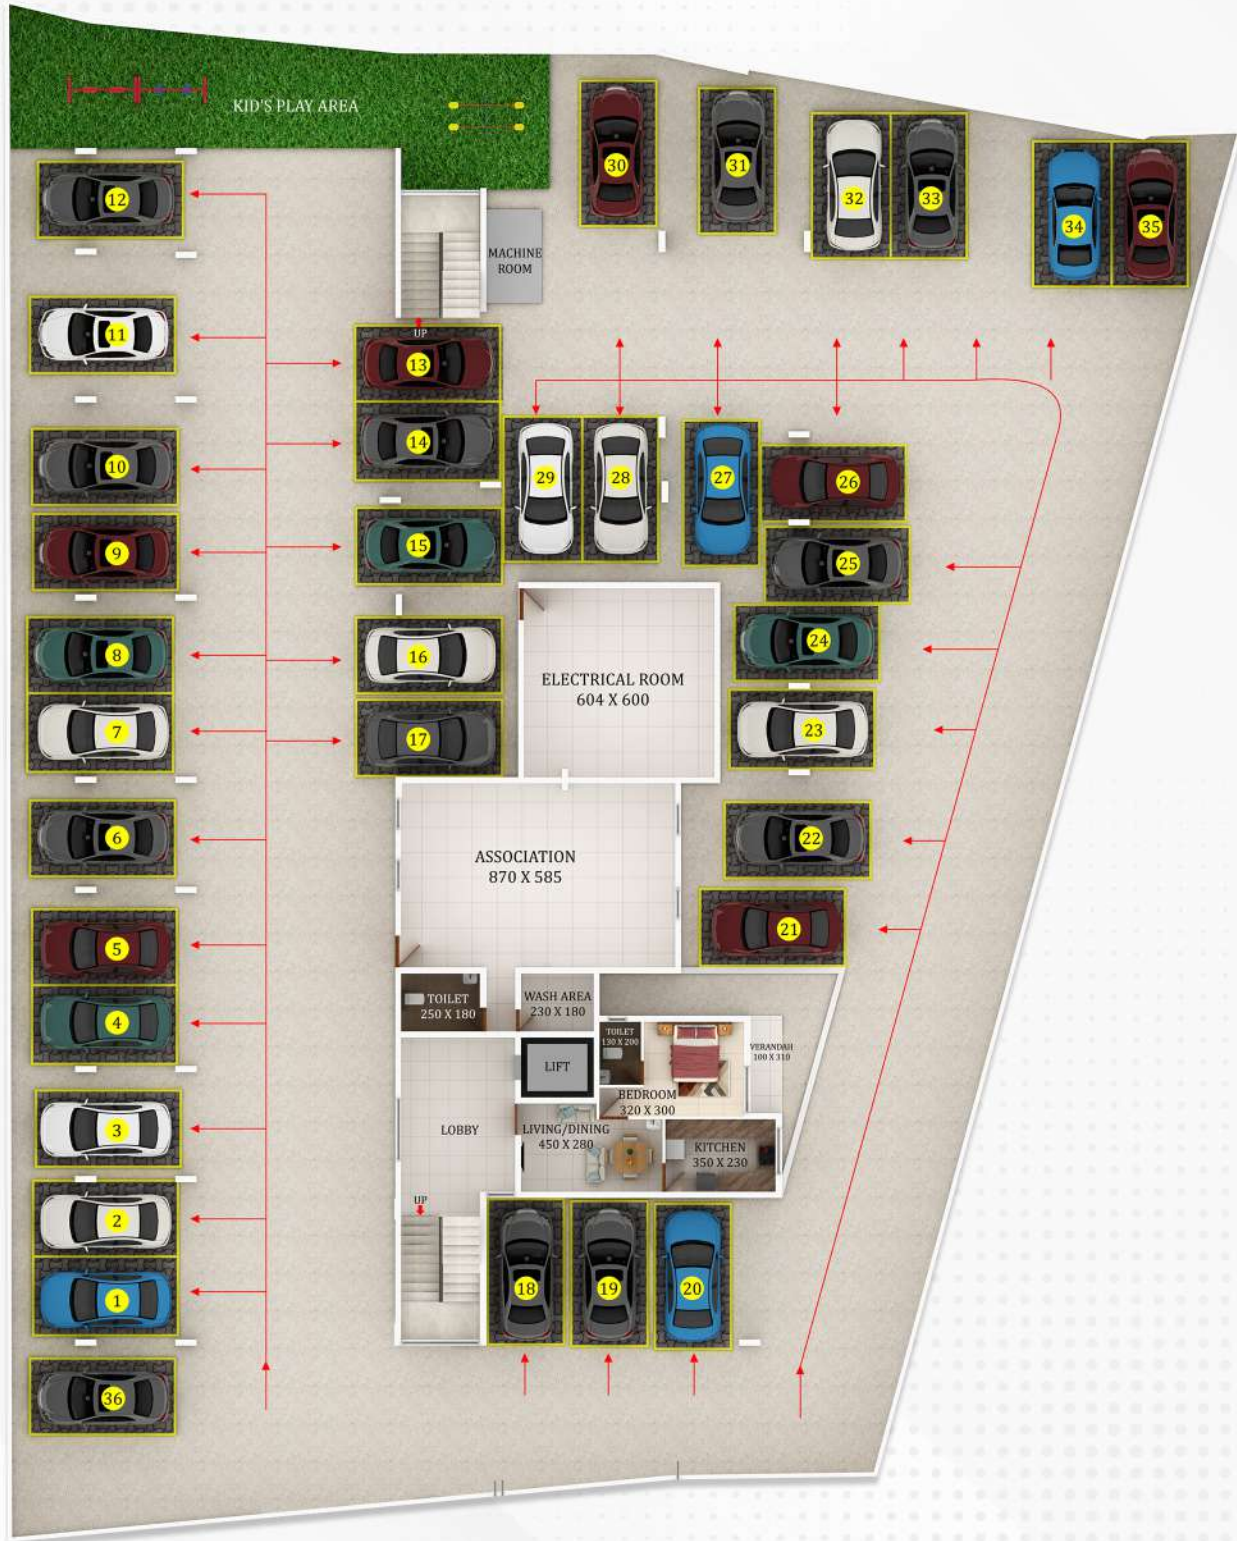 KID'S PLAY AREA
30
31
32
33
34
35
12
MACHINE
ROOM
11
UP
13
14
10
29
28
27
26
9
15
25
8
16
ELECTRICAL ROOM
604 X 600
24
7
17
23
6
ASSOCIATION
870 X 585
22
5
21
4
TOILET
250 X 180
WASH AREA
230 X 180
TOILET
130 X 200
VERANDAH
100 X 310
LIFT
BEDROOM
320 X 300
3
LOBBY
LIVING/DINING
450 X 280
KITCHEN
350 X 230
2
UP
1
18
19
20
36